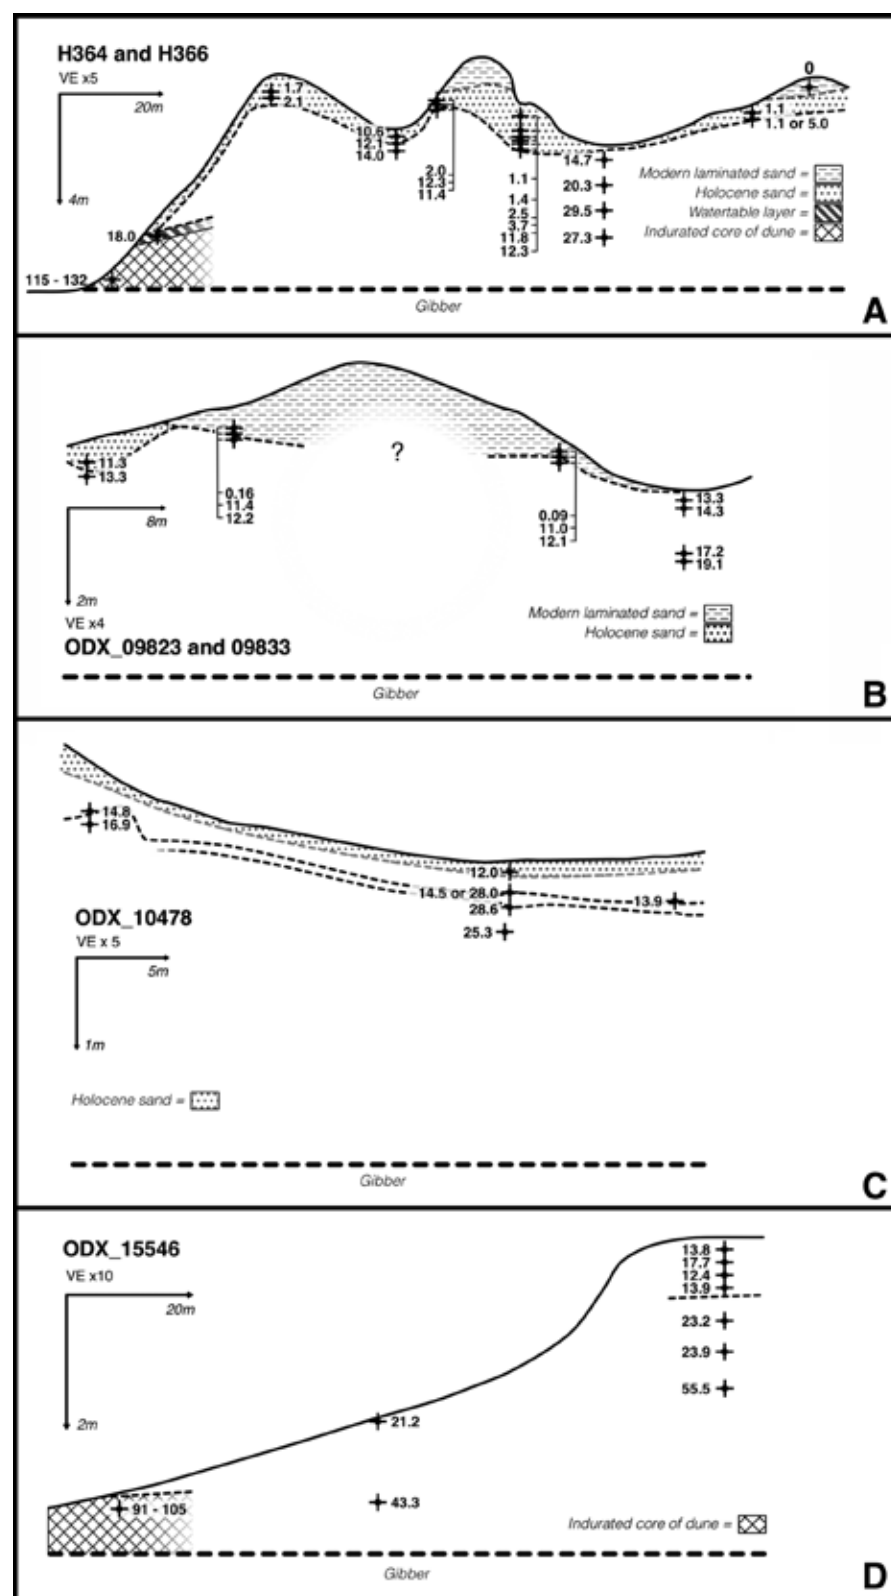 H364 and H366
VE x5
20m
4m
0
1.7
2.1
10.6
12.1
14.0
2.0
12.3
11.4
1.1
1.4
2.5
3.7
11.8
12.3
14.7
20.3
29.5
27.3
1.1
1.1 or 5.0
18.0
115 - 132
Modern laminated sand =
Holocene sand =
Watertable layer =
Indurated core of dune =
Gibber
A
11.3
13.3
0.16
11.4
12.2
?
0.09
11.0
12.1
13.3
14.3
17.2
19.1
8m
2m
VE x4
ODX_09823 and 09833
Modern laminated sand =
Holocene sand =
Gibber
B
14.8
16.9
12.0
14.5 or 28.0
28.6
13.9
25.3
ODX_10478
VE x 5
5m
1m
Holocene sand =
Gibber
C
ODX_15546
VE x10
20m
2m
13.8
17.7
12.4
13.9
23.2
23.9
55.5
21.2
43.3
91 - 105
Indurated core of dune =
Gibber
D